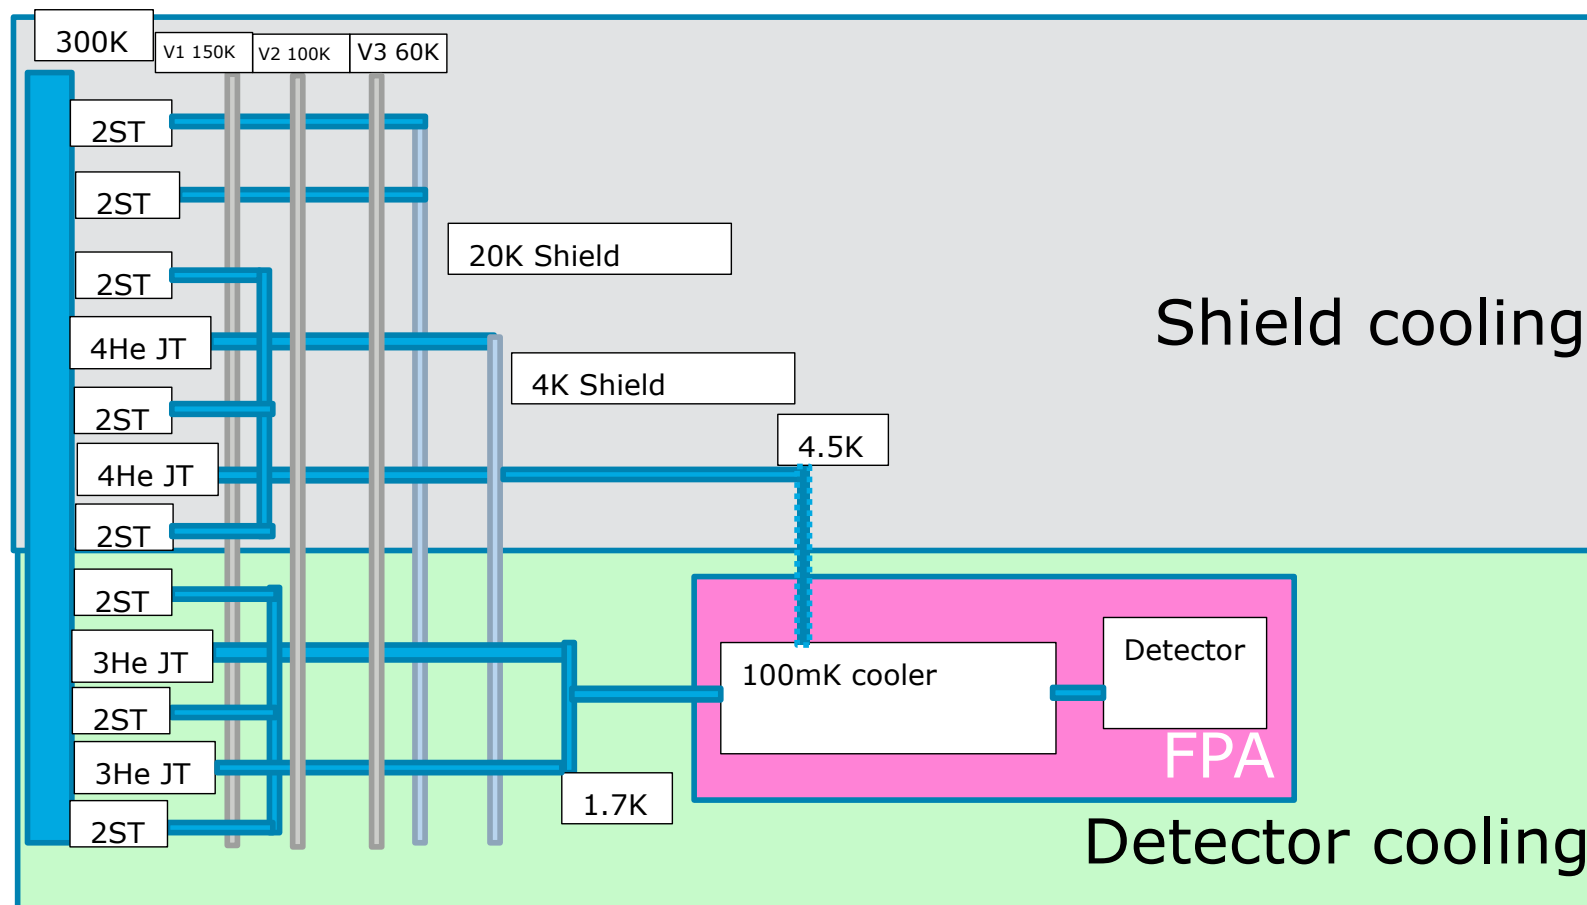 300K
V1 150K
V2 100K
V3 60K
2ST
2ST
20K Shield
2ST
Shield cooling
4He JT
4K Shield
2ST
4.5K
4He JT
2ST
2ST
3He JT
Detector
100mK cooler
2ST
FPA
3He JT
1.7K
2ST
Detector cooling